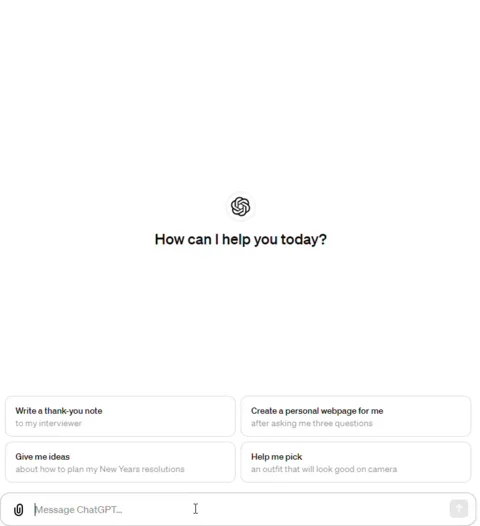 How can I help you today?
Write a thank-you note
to my interviewer
Create a personal webpage for me
after asking me three questions
Give me ideas
about how to plan my New Years resolutions
Help me pick
an outfit that will look good on camera
Message ChatGPT...